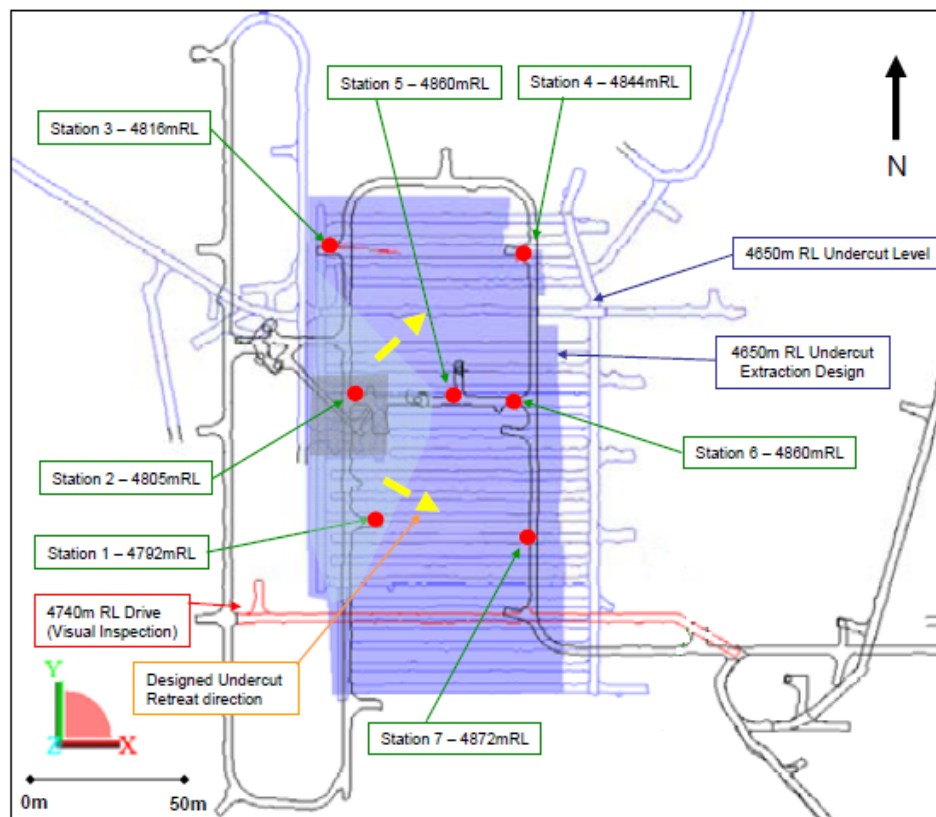 Station 5 – 4860mRL
Station 4 – 4844mRL
Station 3 – 4816mRL
N
4650m RL Undercut Level
4650m RL Undercut
Extraction Design
Station 6 – 4860mRL
Station 2 – 4805mRL
Station 1 – 4792mRL
4740m RL Drive
(Visual Inspection)
Designed Undercut
Retreat direction
Station 7 – 4872mRL
Y
Z
X
0m
50m